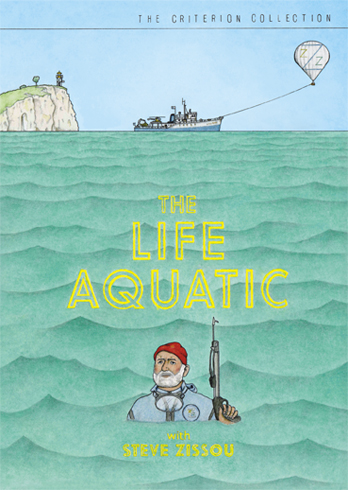 THE CRITERION COLLECTION
Z
THE
LIFE
AQUATIC
with
STEVE ZISSOU